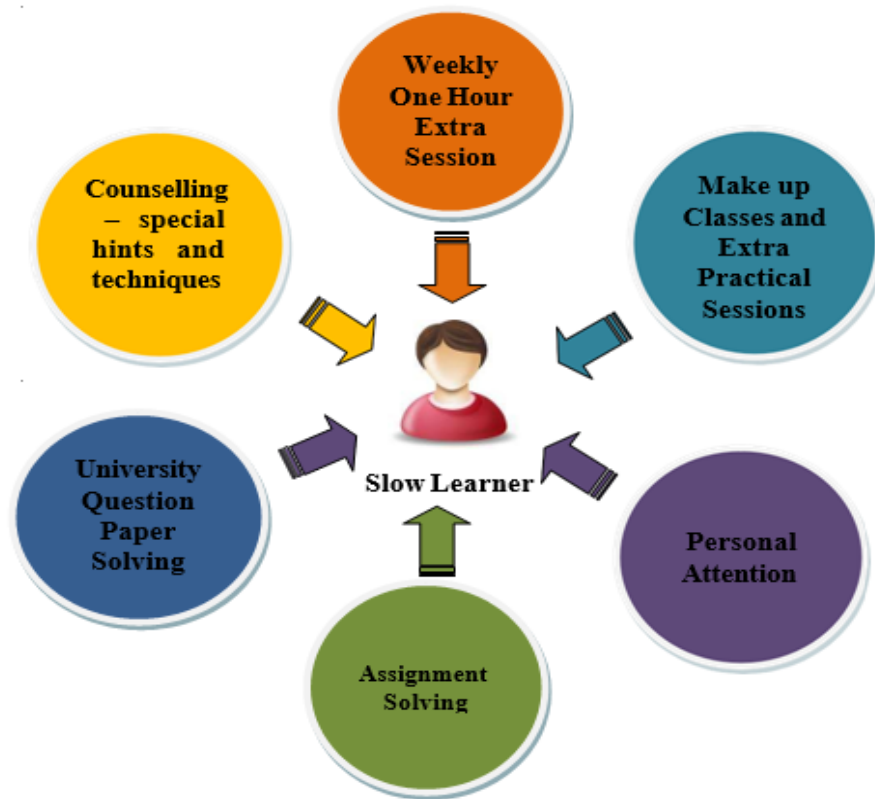 Weekly
One Hour
Extra
Session
Counselling
– special
hints and
techniques
Make up
Classes and
Extra
Practical
Sessions
University
Question
Paper
Solving
Slow Learner
Personal
Attention
Assignment
Solving